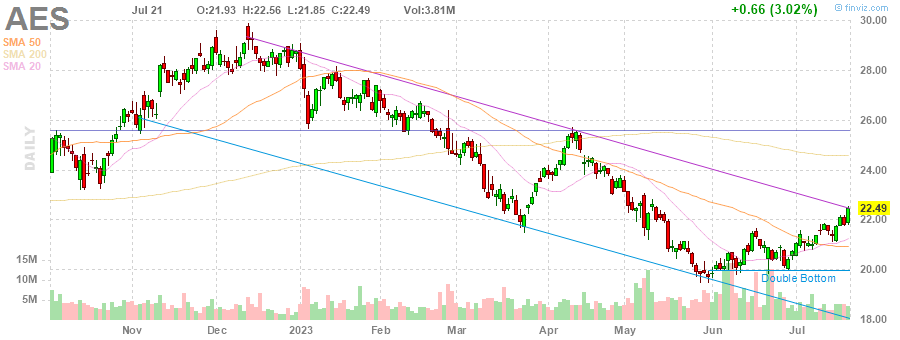 AES
Jul 21 O:21.93 H:22.56 L:21.85 C:22.49 Vol:3.81M
+0.66 (3.02%)
@ finviz.com
SMA 50
SMA 200
SMA 20
DAILY
30.00
28.00
26.00
24.00
22.49
22.00
20.00
18.00
15M
10M
5M
Double Bottom
Nov Dec 2023 Feb Mar Apr May Jun Jul